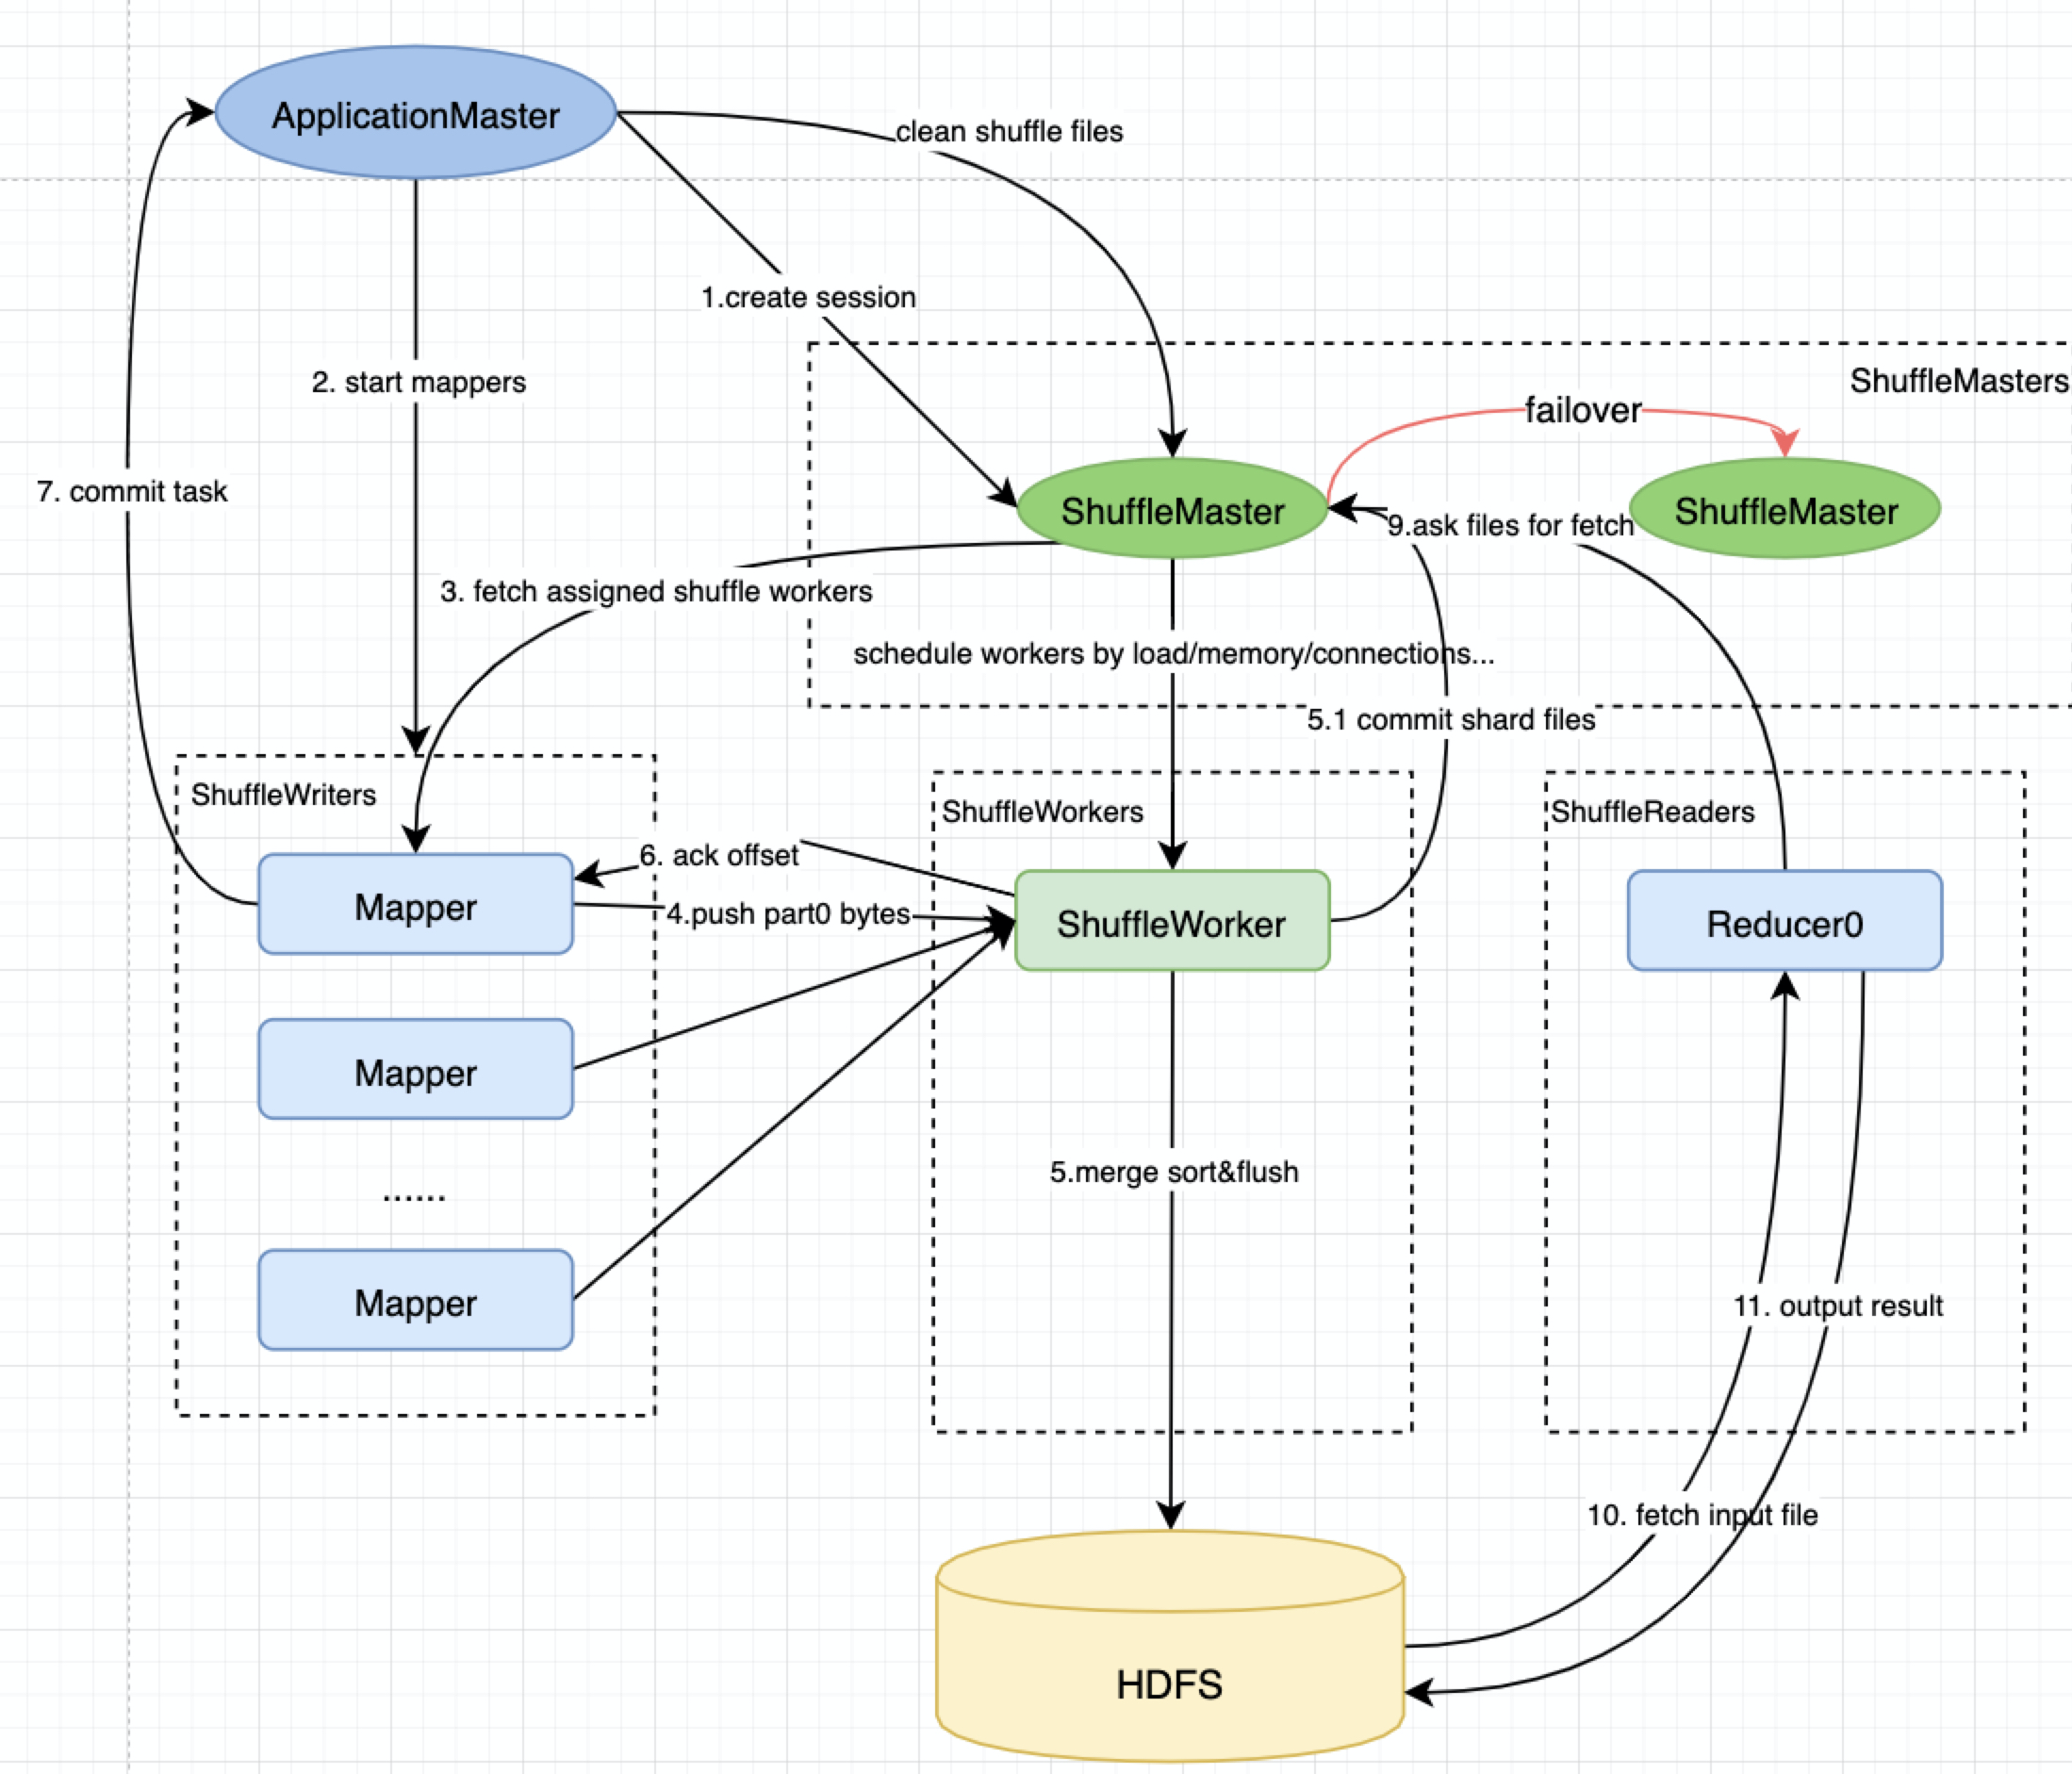 ApplicationMaster
clean shuffle files
1.create session
2. start mappers
ShuffleMasters
failover
7. commit task
ShuffleMaster
9.ask files for fetch
ShuffleMaster
3. fetch assigned shuffle workers
schedule workers by load/memory/connections...
5.1 commit shard files
ShuffleWriters
ShuffleWorkers
ShuffleReaders
6. ack offset
Mapper
4.push part0 bytes
ShuffleWorker
Reducer0
Mapper
5.merge sort&flush
......
Mapper
11. output result
10. fetch input file
HDFS